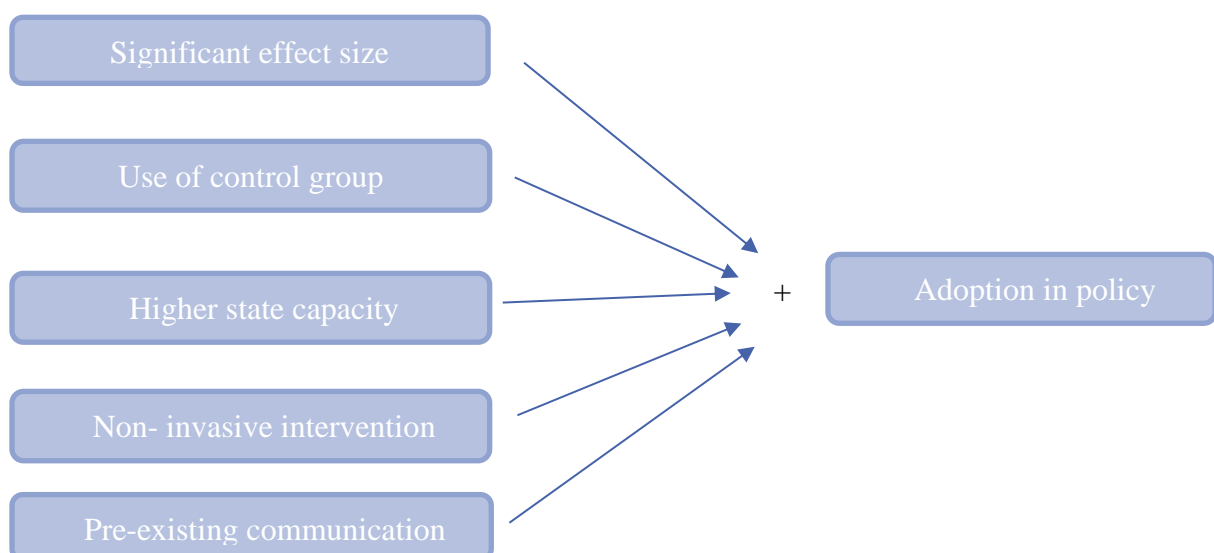 Significant effect size
Use of control group
Higher state capacity
+
Adoption in policy
Non- invasive intervention
Pre-existing communication